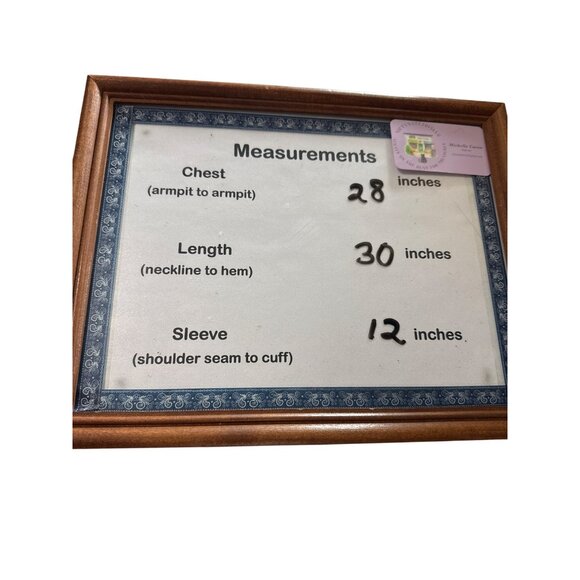 Measurements
Chest
(armpit to armpit)
28 inches
Length
(neckline to hem)
30 inches
Sleeve
(shoulder seam to cuff)
12 inches